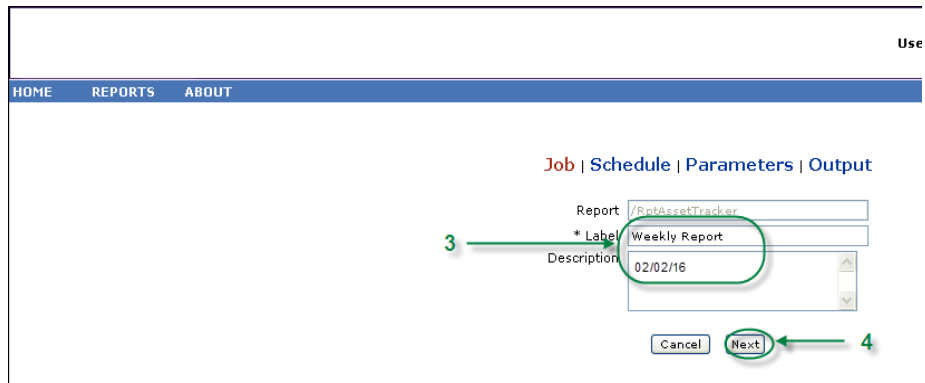 Use
HOME REPORTS ABOUT
Job | Schedule | Parameters | Output
Report /RptAssetTracker
3
* Label Weekly Report
Description 02/02/16
Cancel Next 4